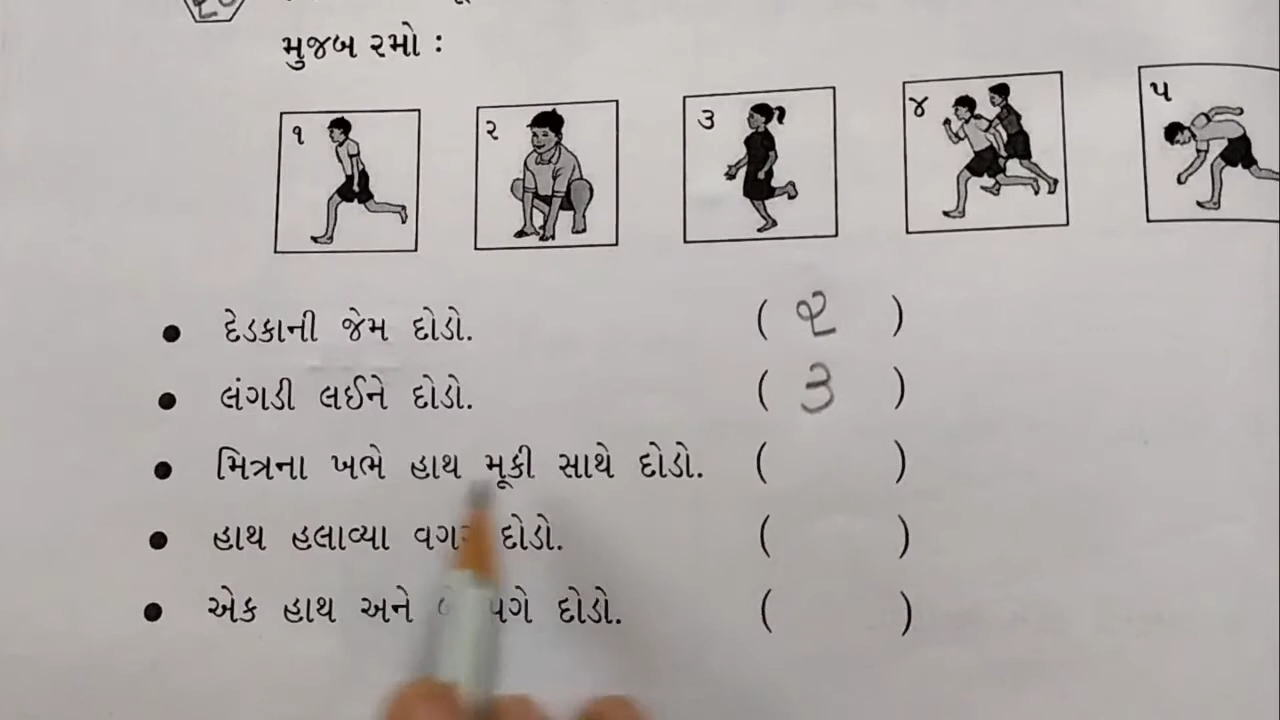 મુજબ રમો :
૧ ૨ ૩ ૪ ૫
• દેડકાની જેમ દોડો. ( ૨ )
• લંગડી લઈને દોડો. ( ૩ )
• મિત્રના ખભે હાથ મૂકી સાથે દોડો. ( )
• હાથ હલાવ્યા દોડો. ( )
• એક હાથ અને પગે દોડો. ( )